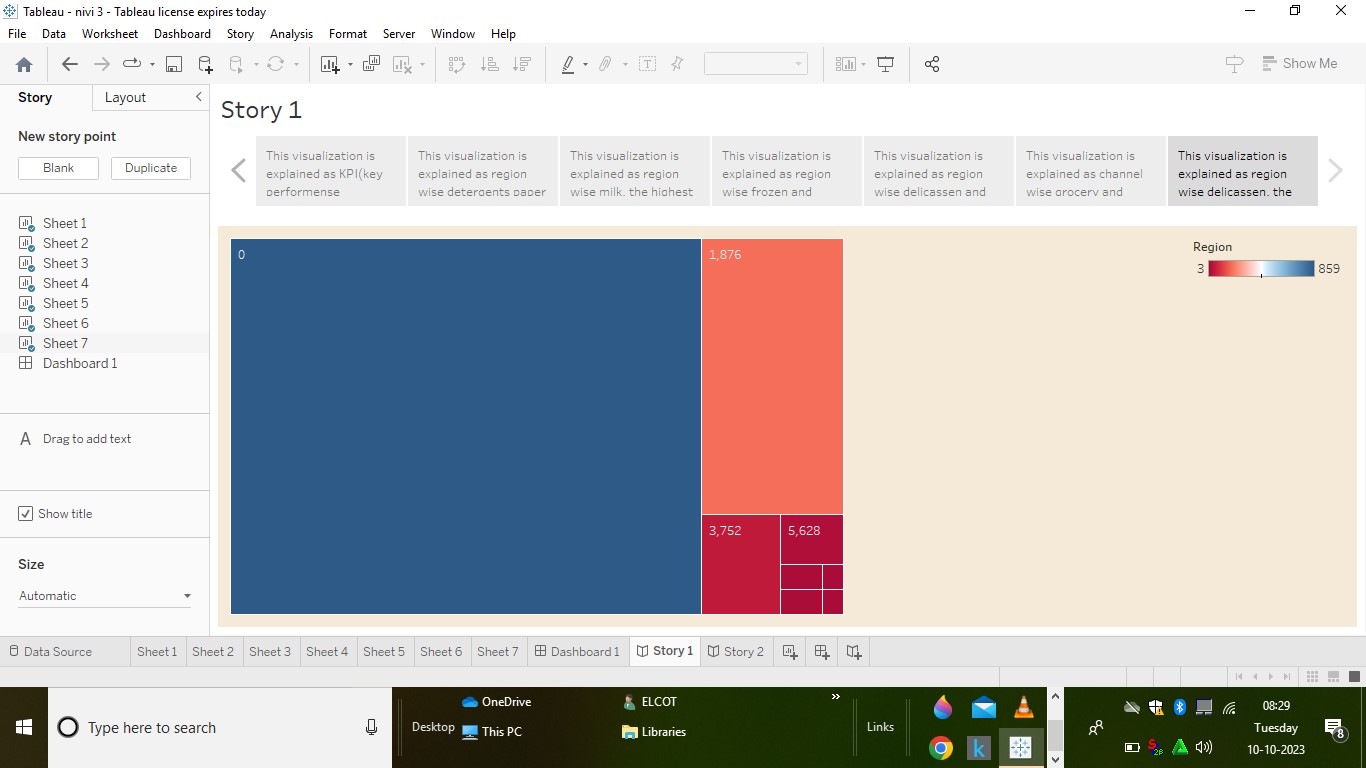 Tableau - nivi 3 - Tableau license expires today
File Data Worksheet Dashboard Story Analysis Format Server Window Help
Show Me
Story Layout
New story point
Blank Duplicate
Sheet 1
Sheet 2
Sheet 3
Sheet 4
Sheet 5
Sheet 6
Sheet 7
Dashboard 1
A Drag to add text
Show title
Size
Automatic
Story 1
This visualization is
explained as KPI(key
performense
This visualization is
explained as region
wise detergents paper
This visualization is
explained as region
wise milk, the highest
This visualization is
explained as region
wise frozen and
This visualization is
explained as region
wise delicassen and
This visualization is
explained as channel
wise grocery and
This visualization is
explained as region
wise delicassen, the
0
1,876
3,752
5,628
Region
3 859
Data Source Sheet 1 Sheet 2 Sheet 3 Sheet 4 Sheet 5 Sheet 6 Sheet 7 Dashboard 1 Story 1 Story 2
Type here to search
Desktop
OneDrive
This PC
ELCOT
Libraries
»
Links
08:29
Tuesday
10-10-2023
8